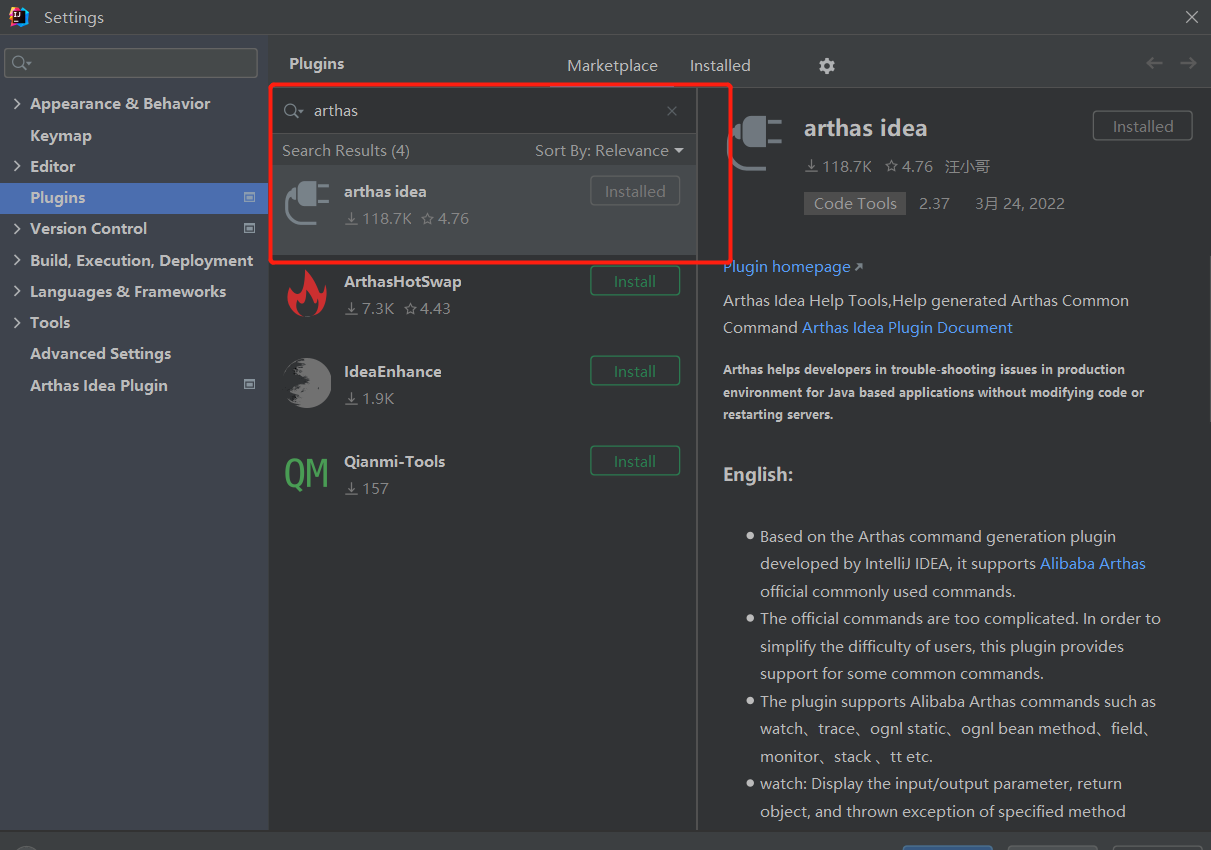 Settings
Plugins
Marketplace
Installed
Appearance & Behavior
Keymap
Editor
Plugins
Version Control
Build, Execution, Deployment
Languages & Frameworks
Tools
Advanced Settings
Arthas Idea Plugin
arthas
Search Results (4)
Sort By: Relevance
arthas idea
Installed
118.7K
4.76
ArthasHotSwap
Install
7.3K
4.43
IdeaEnhance
Install
1.9K
QM
Qianmi-Tools
Install
157
arthas idea
Installed
118.7K 4.76 汪小哥
Code Tools 2.37 3月 24, 2022
Plugin homepage
Arthas Idea Help Tools,Help generated Arthas Common
Command Arthas Idea Plugin Document
Arthas helps developers in trouble-shooting issues in production
environment for Java based applications without modifying code or
restarting servers.
English:
Based on the Arthas command generation plugin
developed by IntelliJ IDEA, it supports Alibaba Arthas
official commonly used commands.
The official commands are too complicated. In order to
simplify the difficulty of users, this plugin provides
support for some common commands.
The plugin supports Alibaba Arthas commands such as
watch、trace、ognl static、ognl bean method、field、
monitor、stack 、tt etc.
watch: Display the input/output parameter, return
object, and thrown exception of specified method